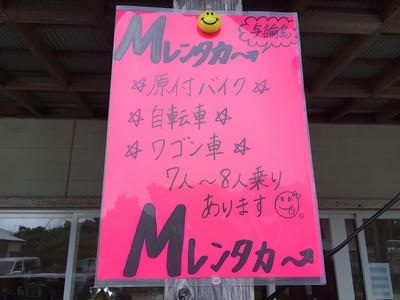 与論島
Mレンタカー
☆原付バイク☆
☆自転車☆
☆ワゴン車☆
7人~8人乗り
あります
Mレンタカー